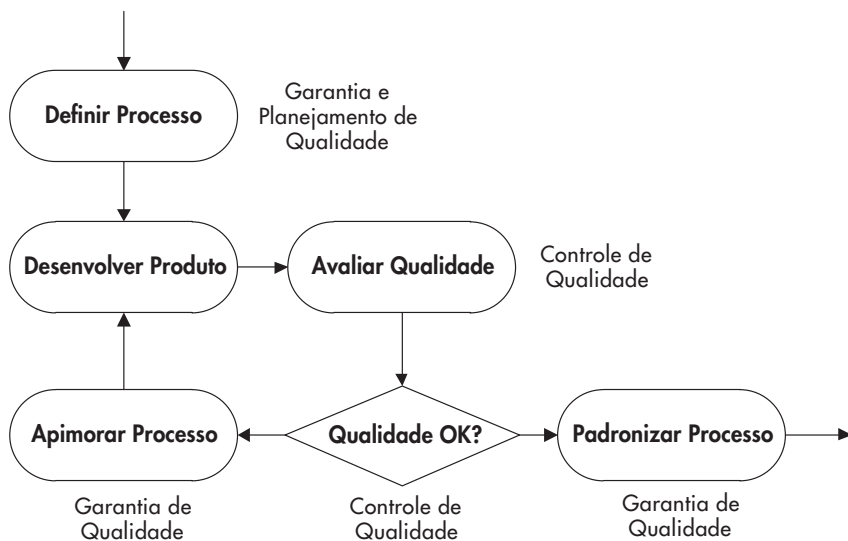 Definir Processo
Garantia e
Planejamento de
Qualidade
Desenvolver Produto
Avaliar Qualidade
Controle de
Qualidade
Apimorar Processo
Qualidade OK?
Padronizar Processo
Garantia de
Qualidade
Controle de
Qualidade
Garantia de
Qualidade